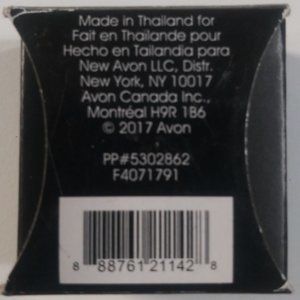 Made in Thailand for
Fait en Thaïlande pour
Hecho en Tailandia para
New Avon LLC, Distr.
New York, NY 10017
Avon Canada Inc.,
Montréal H9R 1B6
© 2017 Avon
PP#5302862
F4071791
8 88761 21142 8